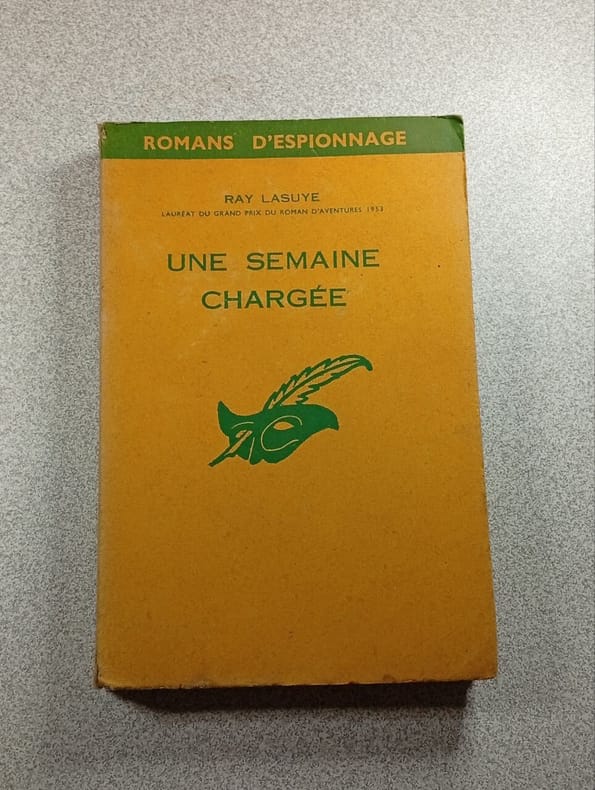 ROMANS D'ESPIONNAGE
RAY LASUYE
LAURÉAT DU GRAND PRIX DU ROMAN D'AVENTURES 1953
UNE SEMAINE
CHARGÉE